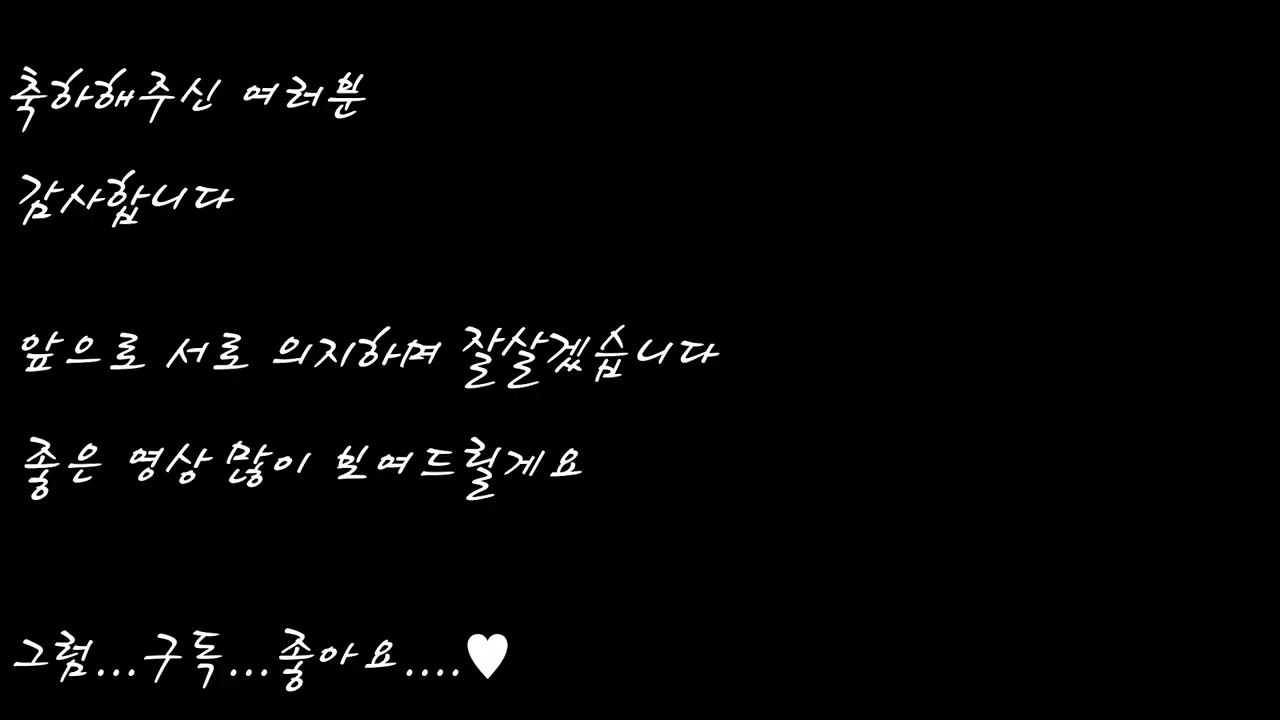 축하해주신 여러분
감사합니다
앞으로 서로 의지하며 잘살겠습니다
좋은 영상 많이 보여드릴게요
그럼...구독...좋아요....♥